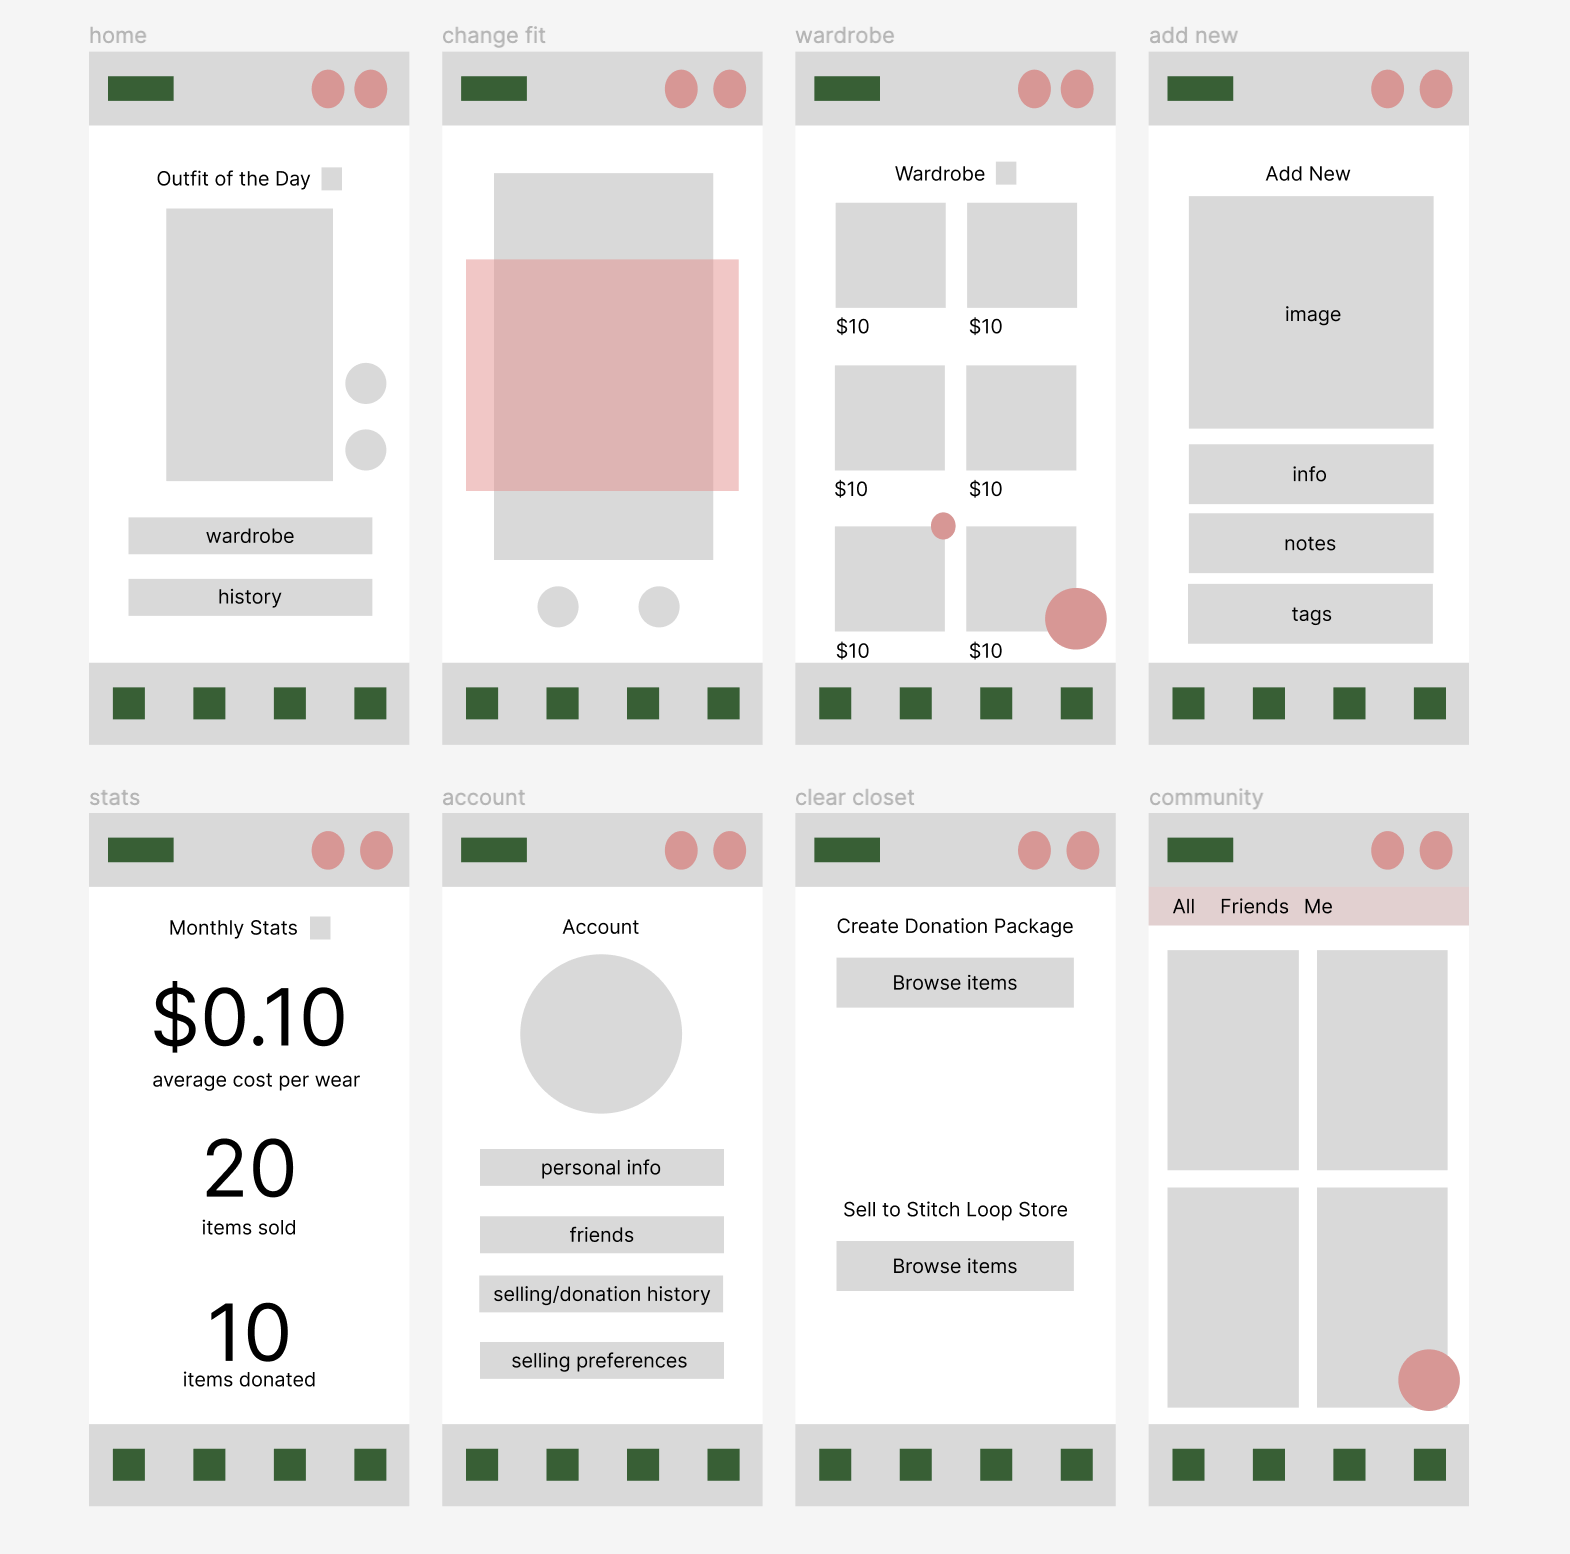 home
change fit
wardrobe
add new
Outfit of the Day
wardrobe
history
Wardrobe
$10
$10
$10
$10
$10
$10
Add New
image
info
notes
tags
stats
account
clear closet
community
Monthly Stats
$0.10
average cost per wear
20
items sold
10
items donated
Account
personal info
friends
selling/donation history
selling preferences
Create Donation Package
Browse items
Sell to Stitch Loop Store
Browse items
All Friends Me